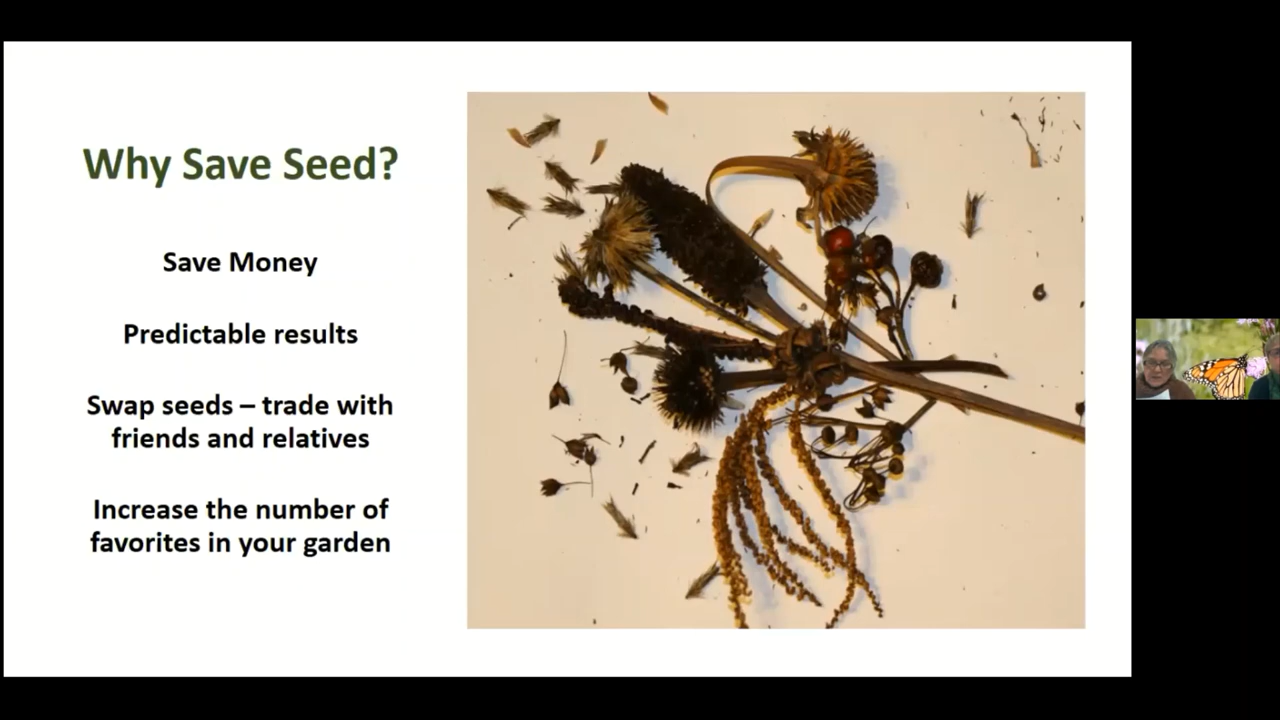 Why Save Seed?
Save Money
Predictable results
Swap seeds – trade with
friends and relatives
Increase the number of
favorites in your garden